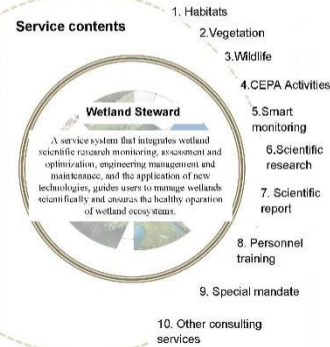 Service contents
1. Habitats
2.Vegetation
3.Wildlife
4.CEPA Activities
5.Smart
monitoring
6.Scientific
research
7. Scientific
report
8. Personnel
training
9. Special mandate
10. Other consulting
services
Wetland Steward
A service system that integrates wetland
scientific research monitoring, assessment and
optimization, engineering management and
maintenance, and the application of new
technologies, guides users to manage wetlands
scientifically and ensures the healthy operation
of wetland ecosystems.